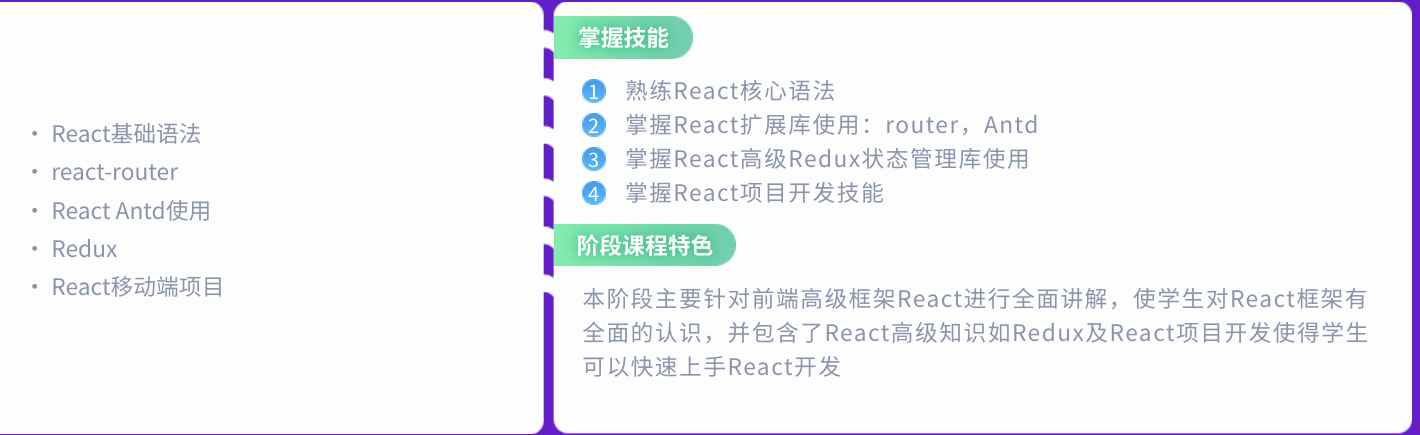 • React基础语法
• react-router
• React Antd使用
• Redux
• React移动端项目
掌握技能
1 熟练React核心语法
2 掌握React扩展库使用：router，Antd
3 掌握React高级Redux状态管理库使用
4 掌握React项目开发技能
阶段课程特色
本阶段主要针对前端高级框架React进行全面讲解，使学生对React框架有
全面的认识，并包含了React高级知识如Redux及React项目开发使得学生
可以快速上手React开发